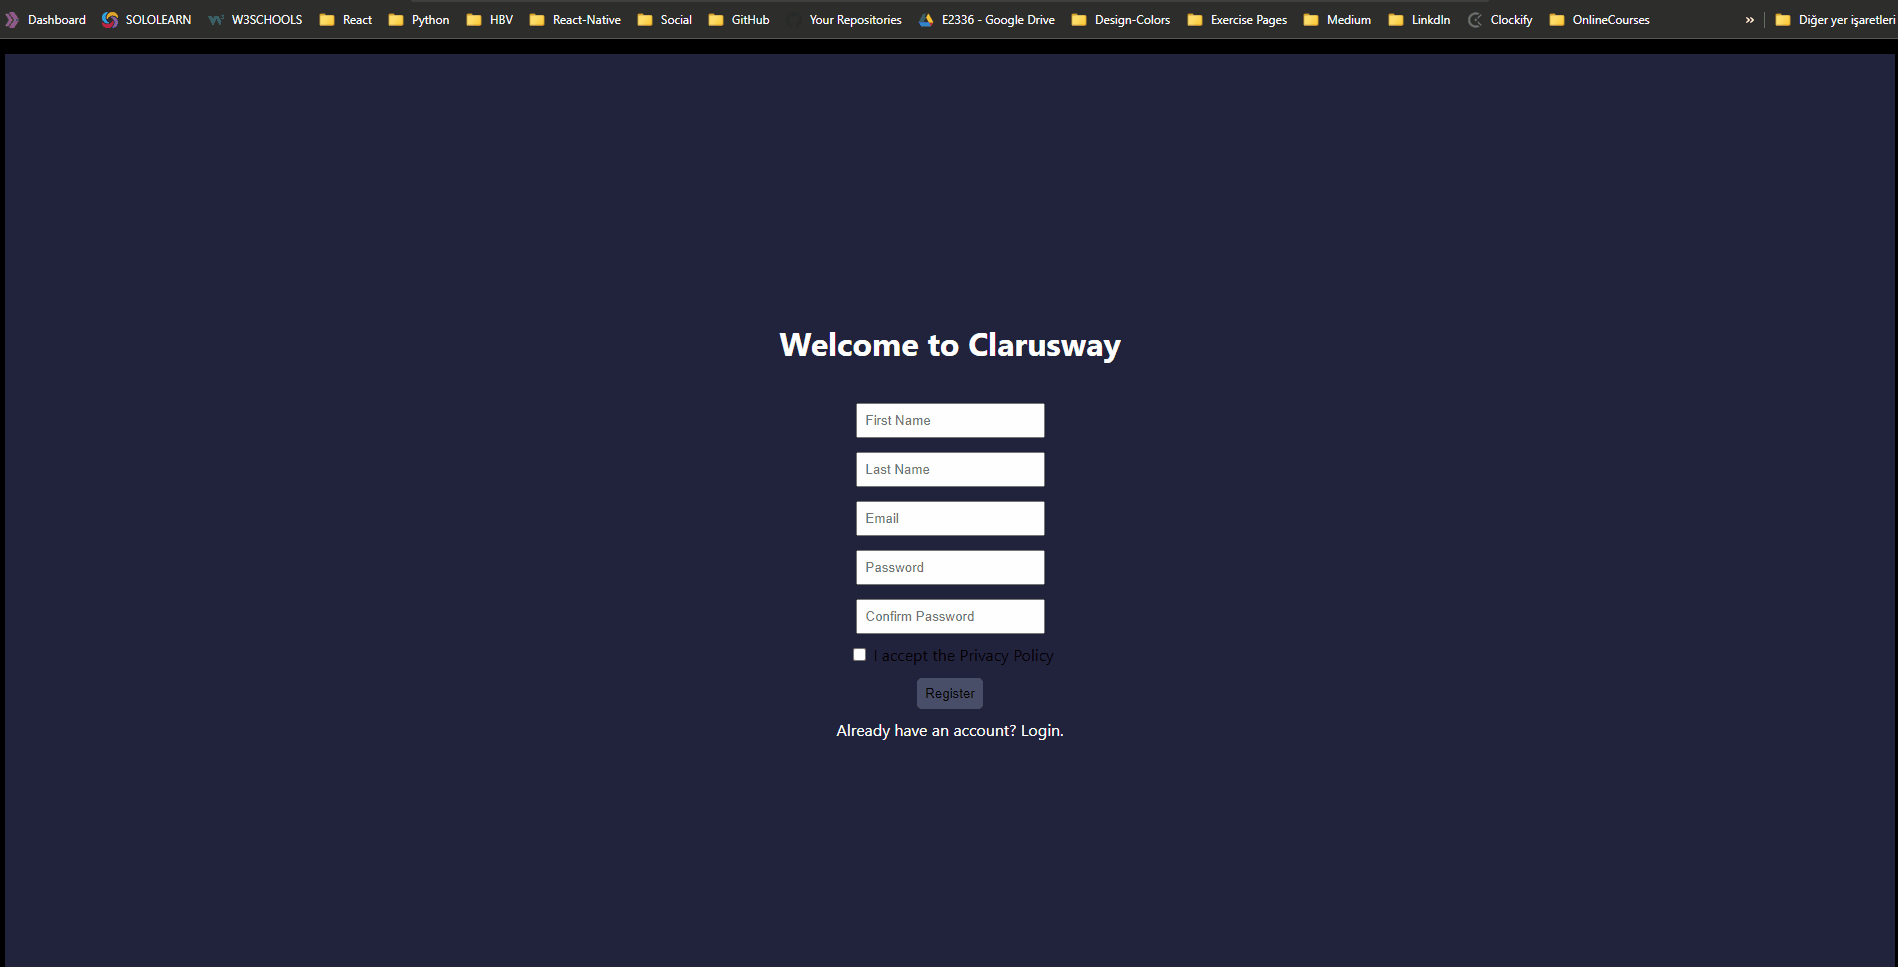 Dashboard SOLOLEARN W3SCHOOLS React Python HBV React-Native Social GitHub Your Repositories E2336 - Google Drive Design-Colors Exercise Pages Medium LinkdIn Clockify OnlineCourses » Diğer yer işaretleri
Welcome to Clarusway
First Name
Last Name
Email
Password
Confirm Password
I accept the Privacy Policy
Register
Already have an account? Login.